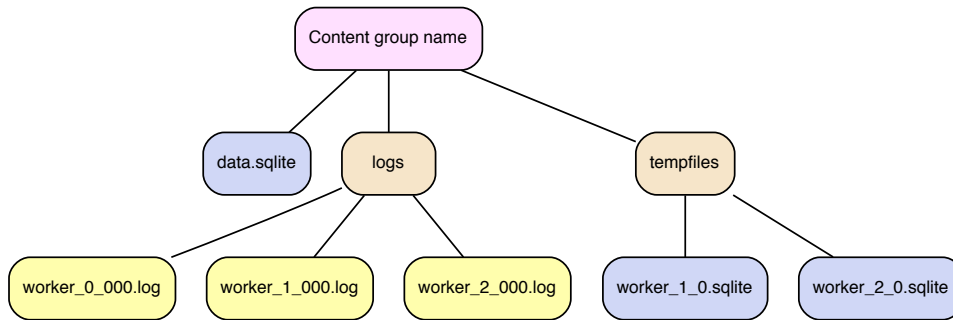 Content group name
data.sqlite
logs
tempfiles
worker_0_000.log
worker_1_000.log
worker_2_000.log
worker_1_0.sqlite
worker_2_0.sqlite